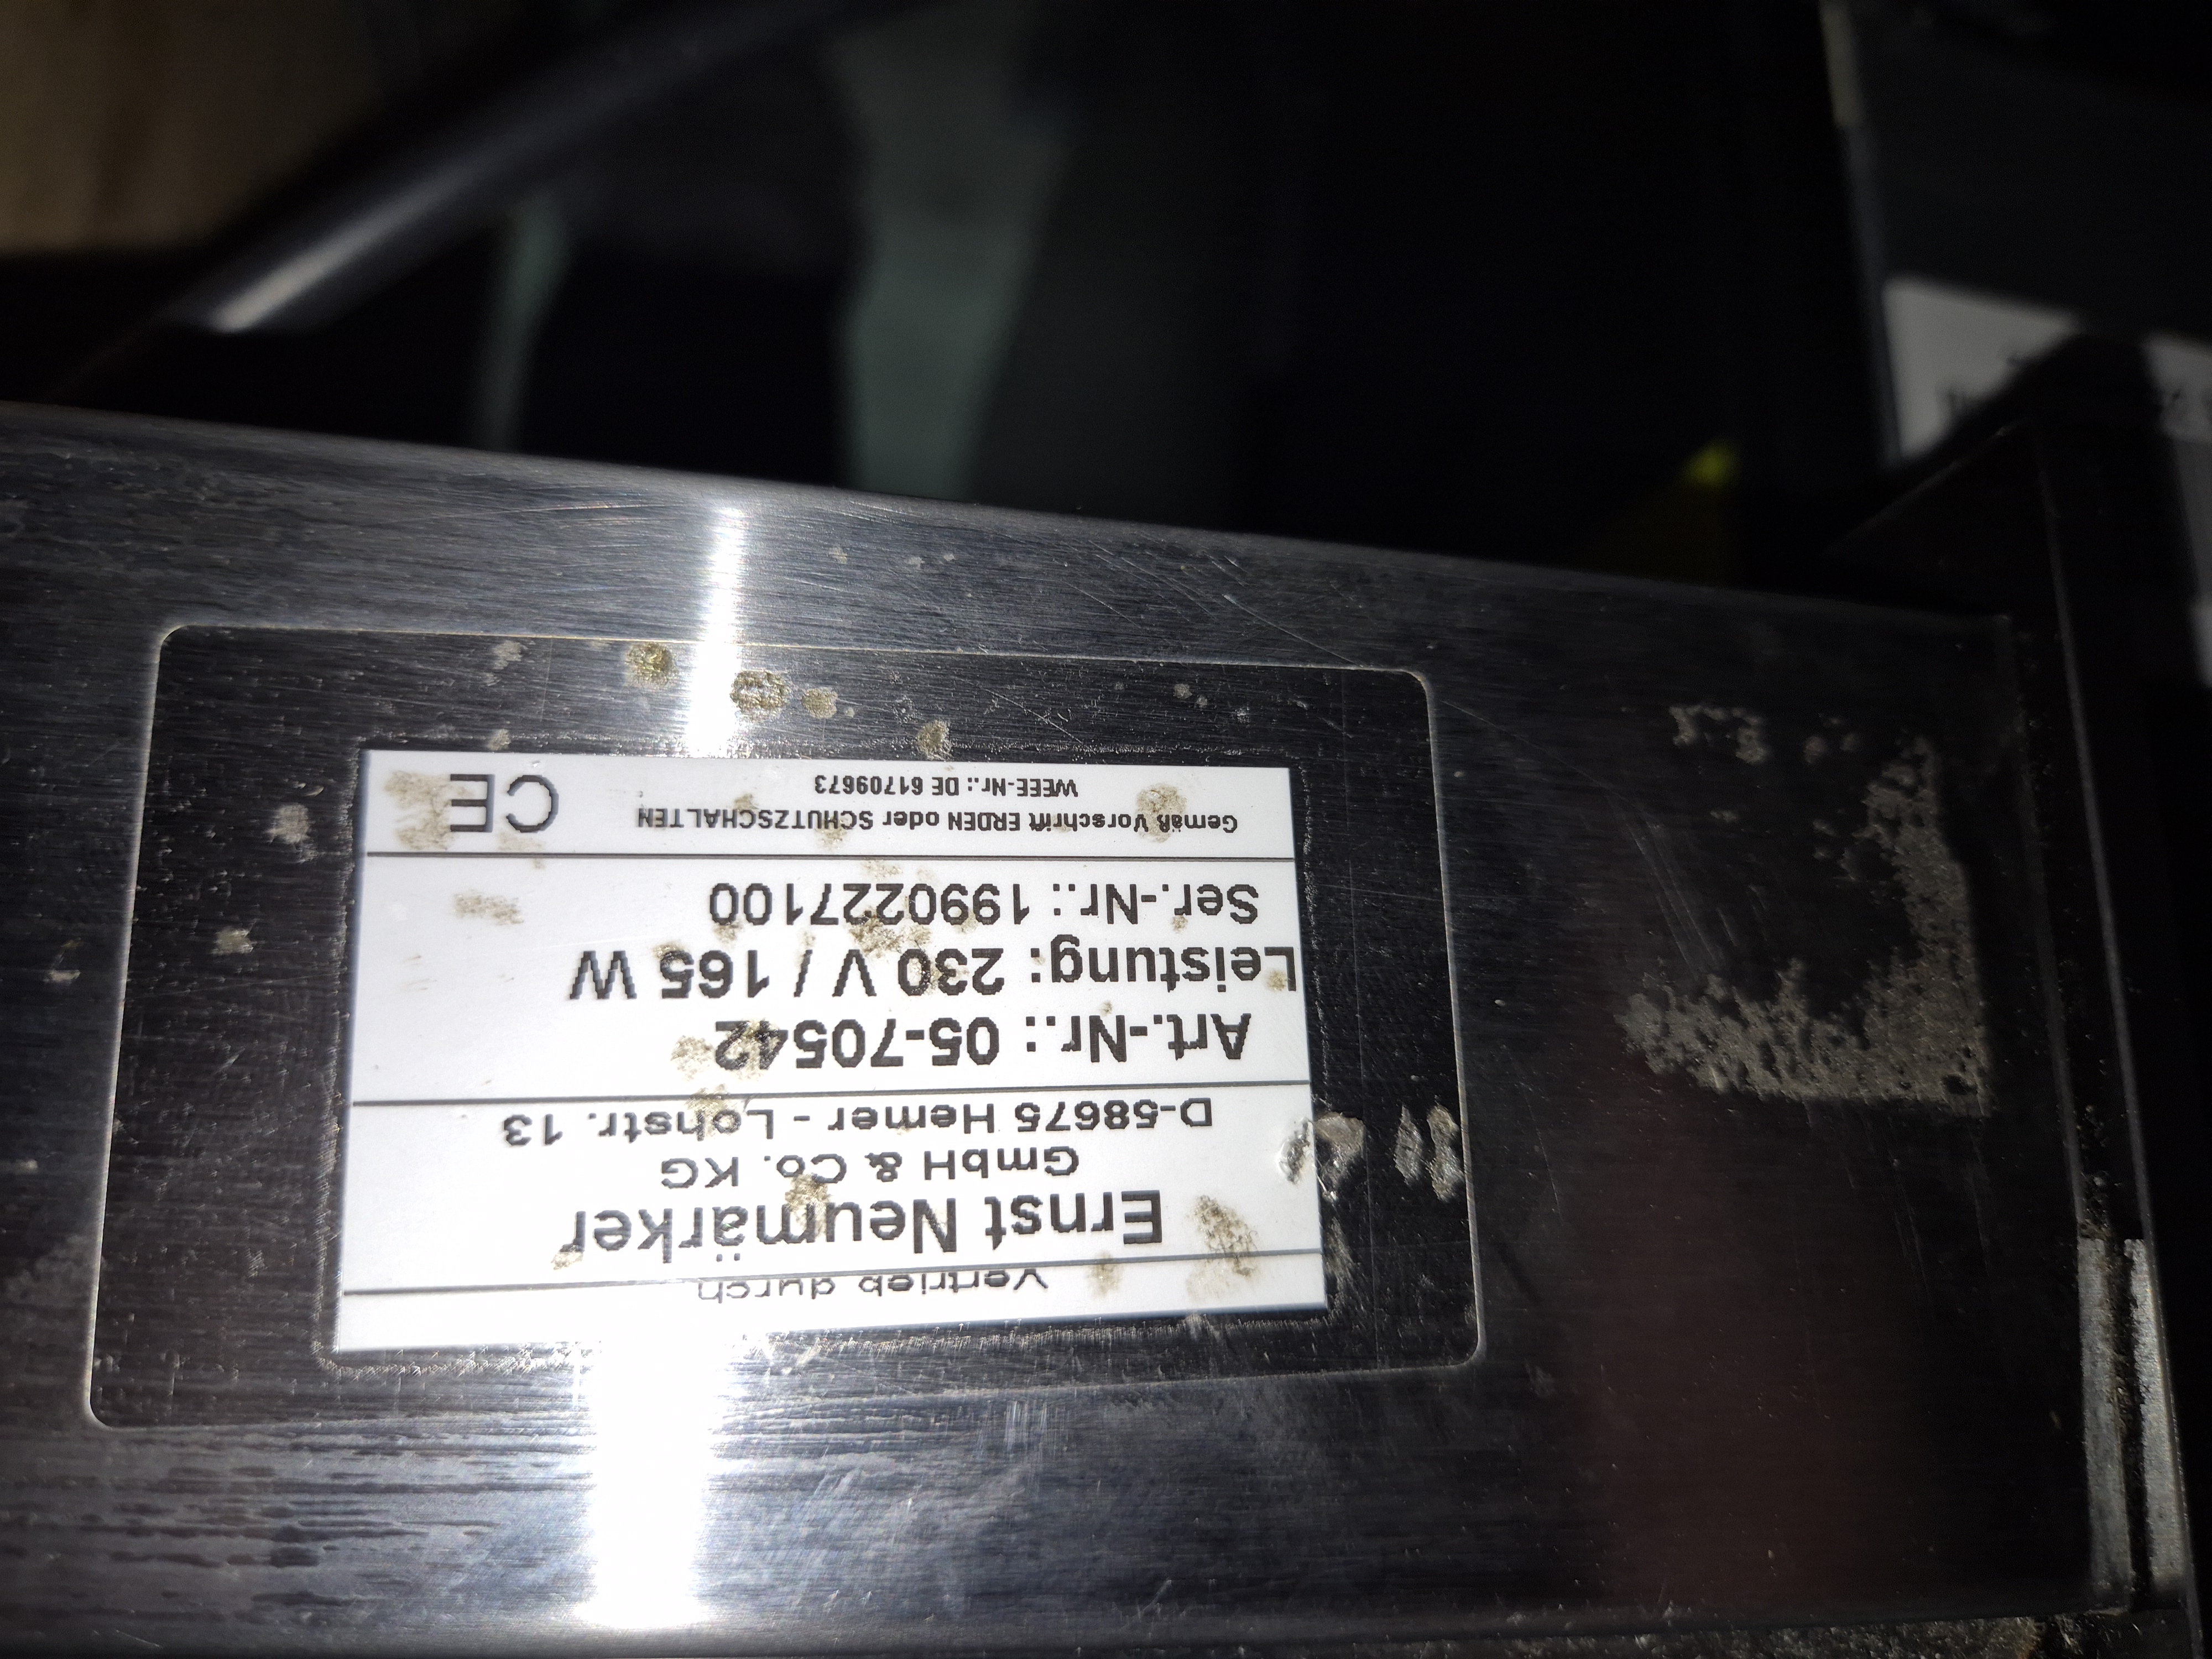 Vertrieb durch
Ernst Neumärker
GmbH & Co. KG
D-58675 Hemer - Lohstr. 13
Art.-Nr.: 05-70542
Leistung: 230 V / 165 W
Ser.-Nr.: 1990227100
Gemäß Vorschrift ERDEN oder SCHUTZSCHALTEN
WEEE-Nr.: DE 61709673
CE